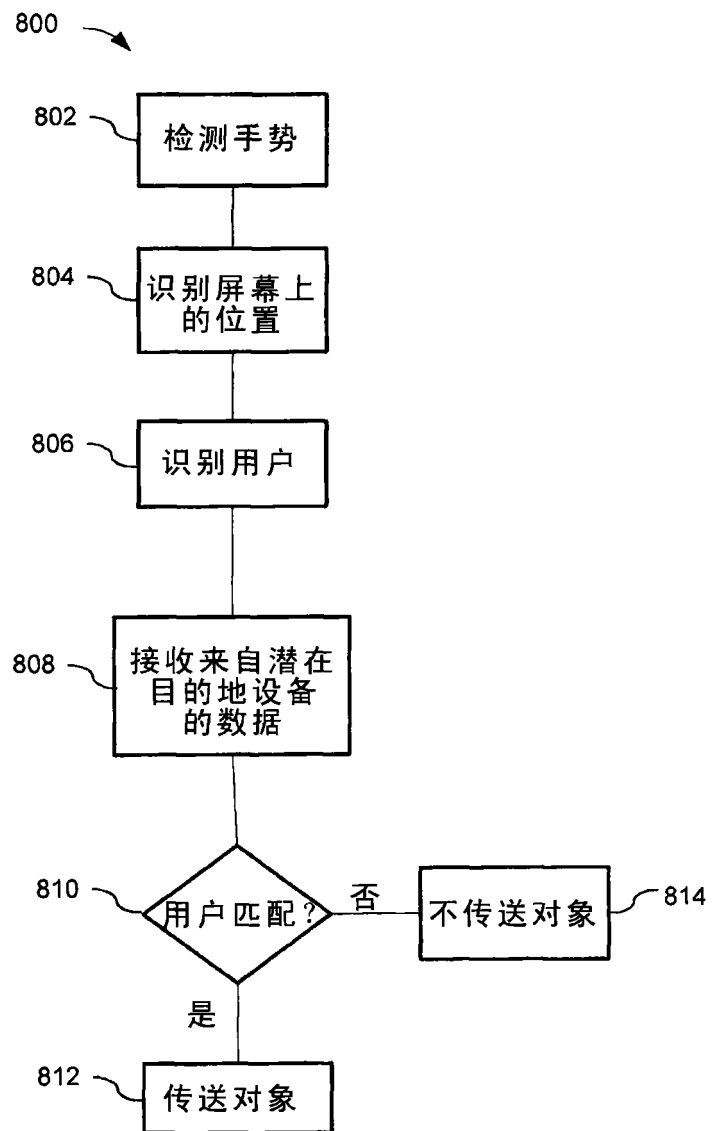 800
802
检测手势
804
识别屏幕上
的位置
806
识别用户
808
接收来自潜在
目的地设备
的数据
810
用户匹配?
否
不传送对象
814
是
812
传送对象